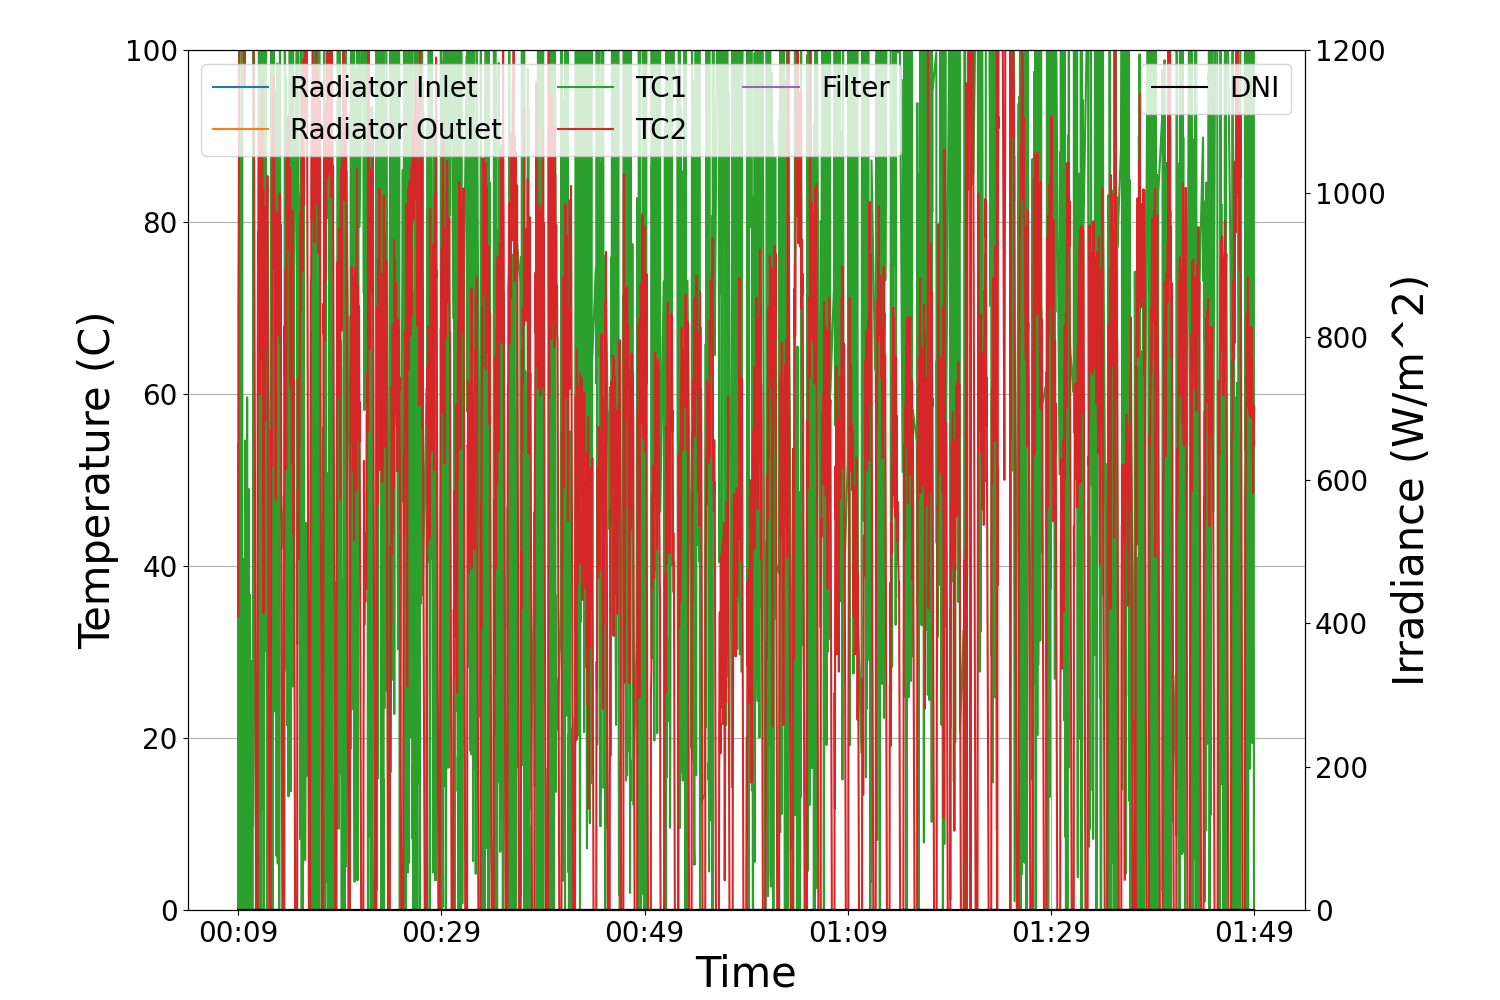 100
80
60
40
20
0
Temperature (C)
Radiator Inlet
Radiator Outlet
TC1
TC2
Filter
DNI
1200
1000
800
600
400
200
0
Irradiance (W/m^2)
00:09 00:29 00:49 01:09 01:29 01:49
Time